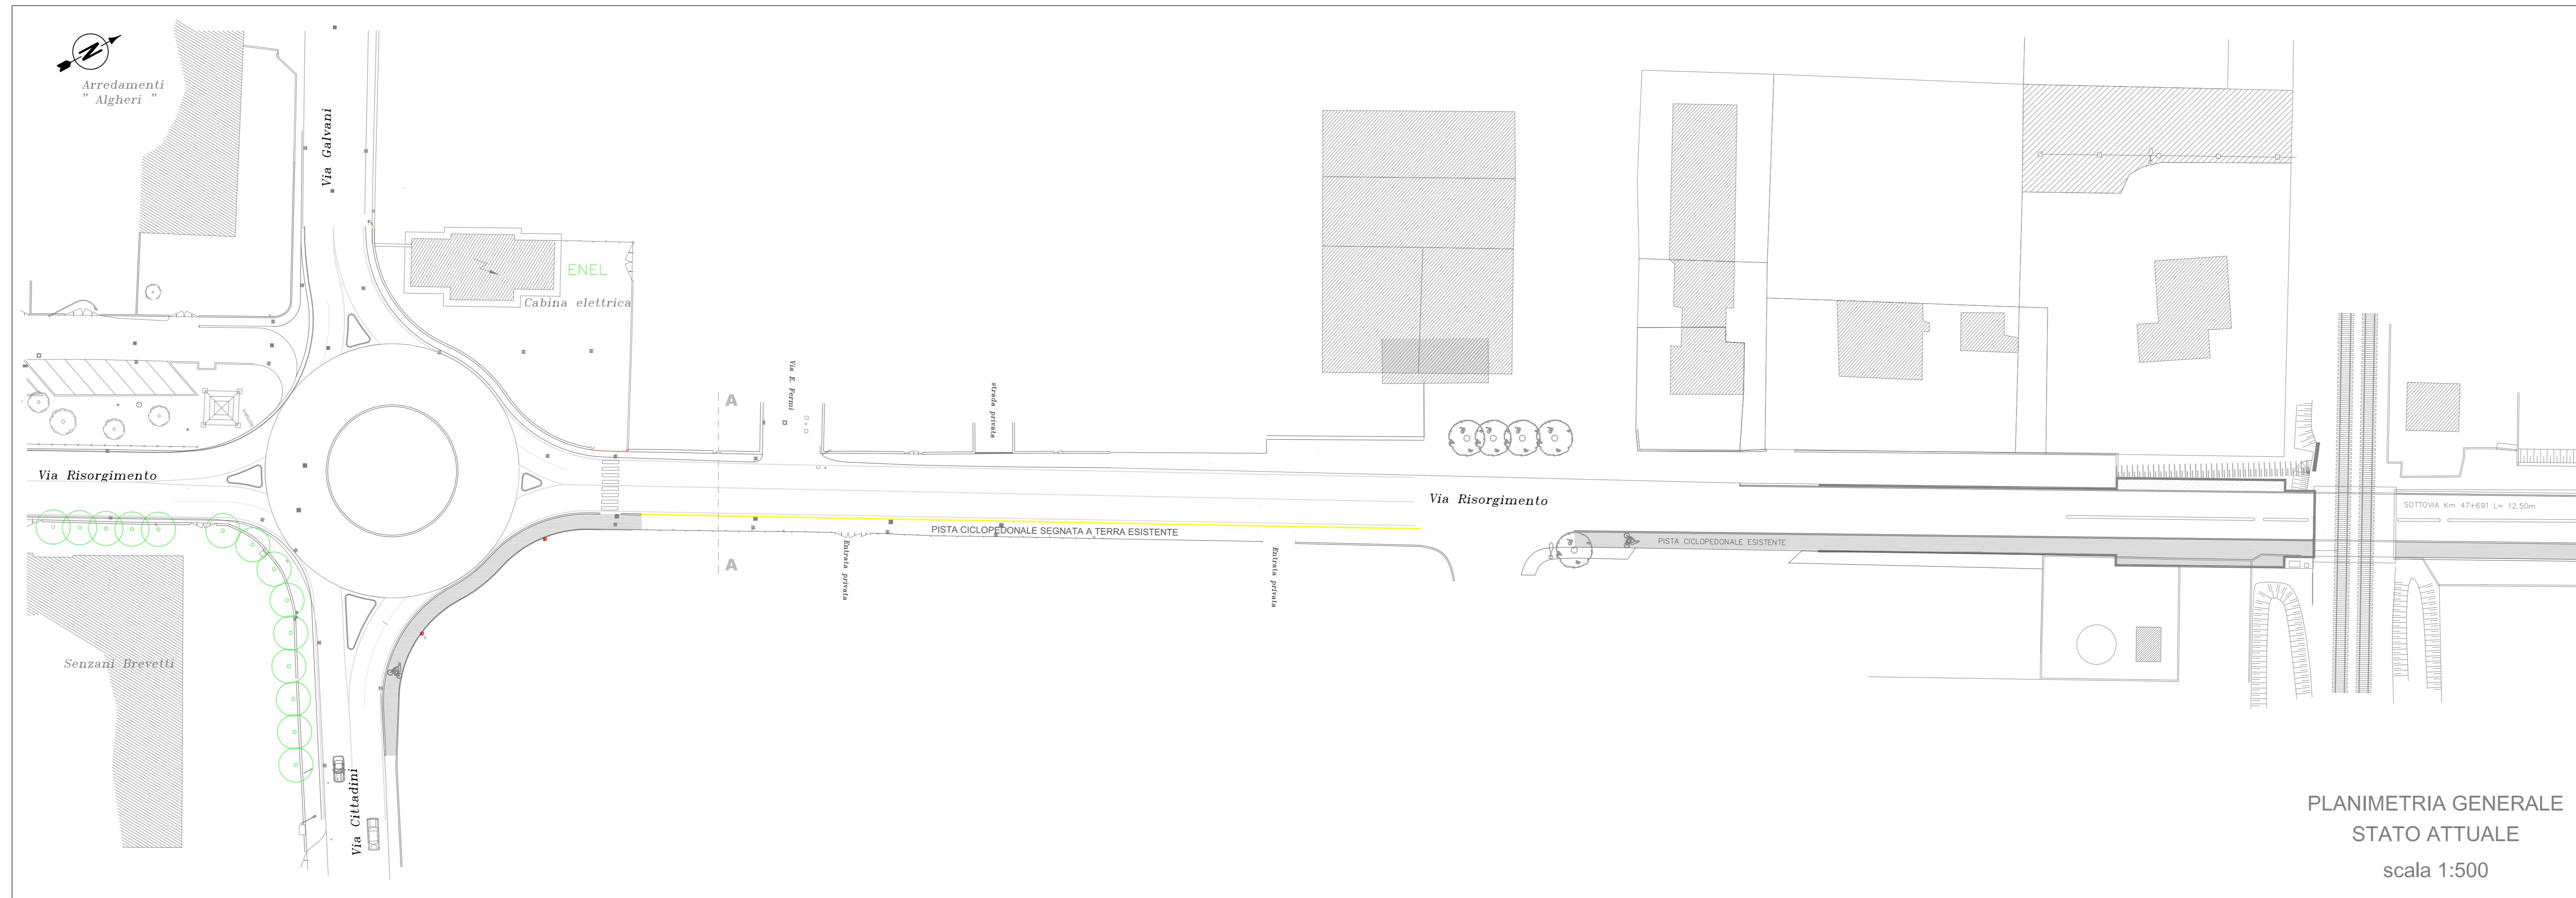 N
Arredamenti
" Algheri "
Via Galvani
ENEL
Cabina elettrica
Via E. Fermi
strada privata
A
Via Risorgimento
Via Risorgimento
SOTTOVIA Km 47+691 L= 12.50m
PISTA CICLOPEDONALE SEGNATA A TERRA ESISTENTE
PISTA CICLOPEDONALE ESISTENTE
Entrata privata
Entrata privata
A
Senzani Brevetti
Via Cittadini
PLANIMETRIA GENERALE
STATO ATTUALE
scala 1:500